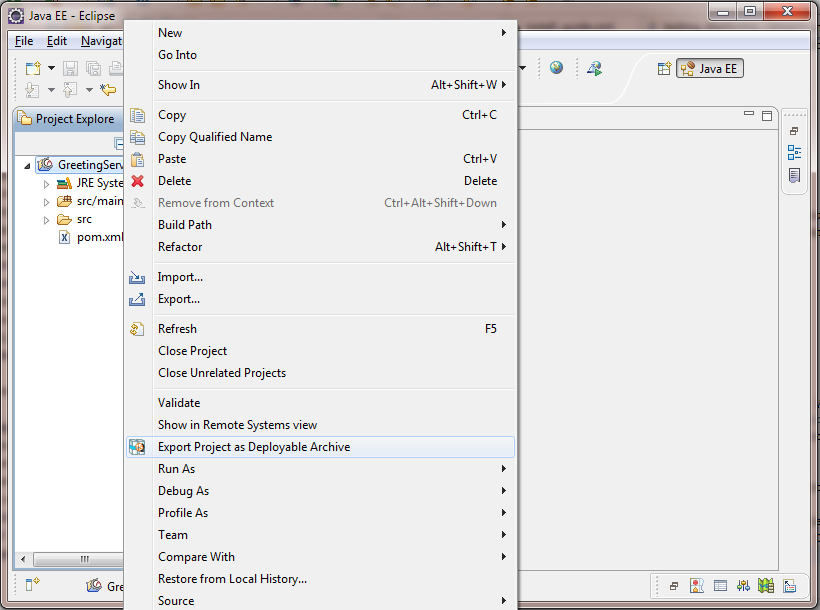 Java EE - Eclipse
File Edit Navigat
Java EE
Project Explore
GreetingServ
JRE Syste
src/main
src
pom.xml
New
Go Into
Show In Alt+Shift+W
Copy Ctrl+C
Copy Qualified Name
Paste Ctrl+V
Delete Delete
Remove from Context Ctrl+Alt+Shift+Down
Build Path
Refactor Alt+Shift+T
Import...
Export...
Refresh F5
Close Project
Close Unrelated Projects
Validate
Show in Remote Systems view
Export Project as Deployable Archive
Run As
Debug As
Profile As
Team
Compare With
Restore from Local History...
Source
Gre